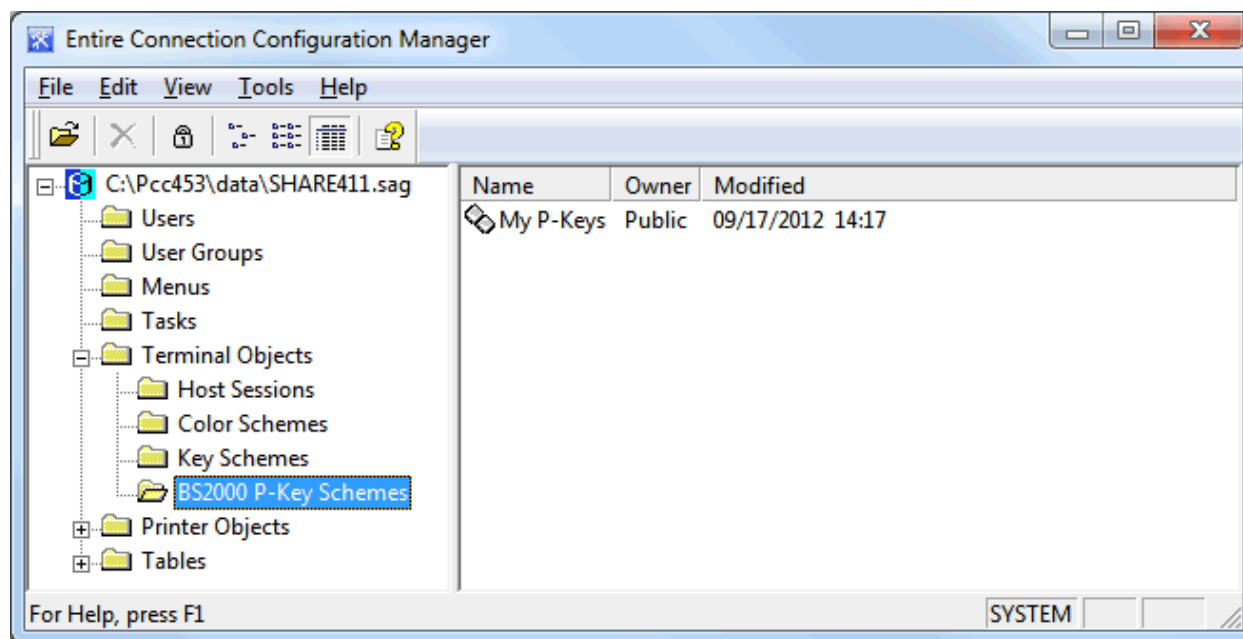 Entire Connection Configuration Manager
File Edit View Tools Help
C:\Pcc453\data\SHARE411.sag
Users
User Groups
Menus
Tasks
Terminal Objects
Host Sessions
Color Schemes
Key Schemes
BS2000 P-Key Schemes
Printer Objects
Tables
Name Owner Modified
My P-Keys Public 09/17/2012 14:17
For Help, press F1 SYSTEM